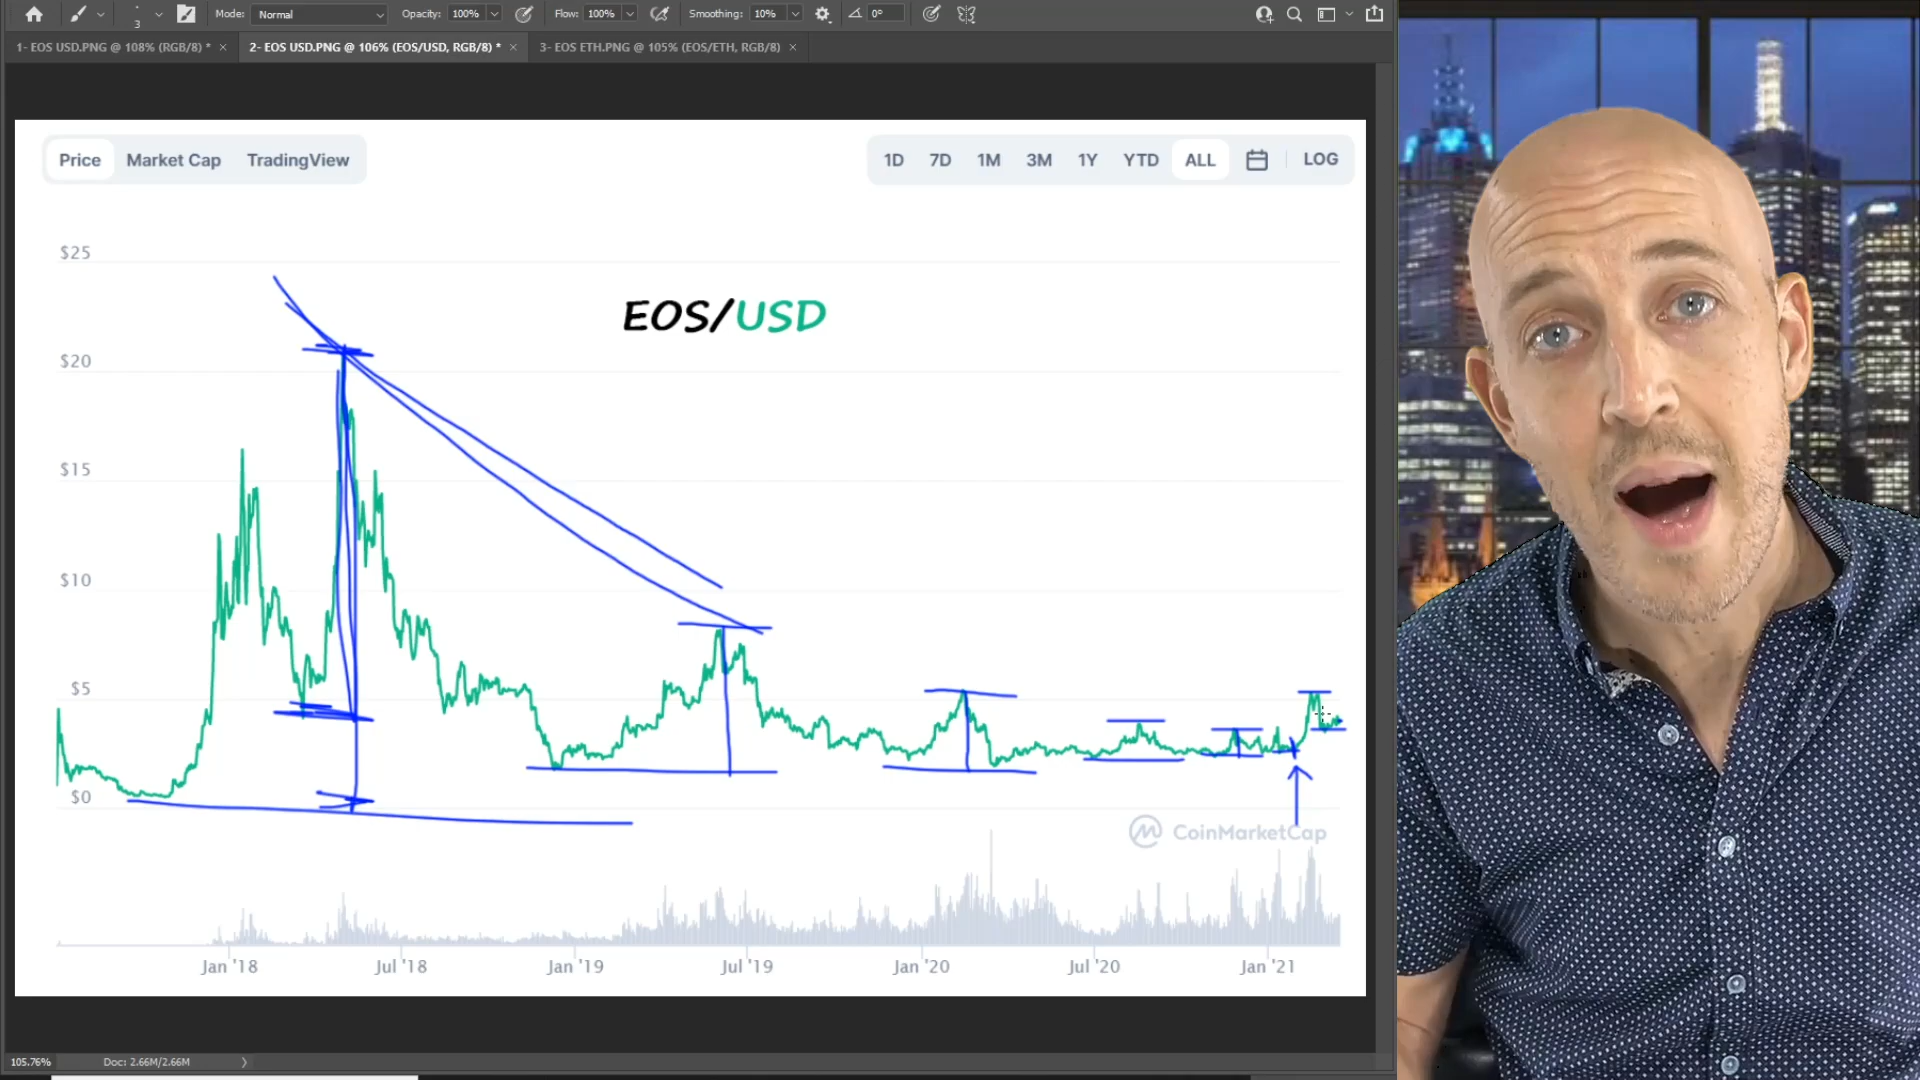 3 Mode: Normal Opacity: 100% Flow: 100% Smoothing: 10% 0°
1- EOS USD.PNG @ 108% (RGB/8) * × 2- EOS USD.PNG @ 106% (EOS/USD, RGB/8) * × 3- EOS ETH.PNG @ 105% (EOS/ETH, RGB/8) ×
Price Market Cap TradingView 1D 7D 1M 3M 1Y YTD ALL LOG
$25
EOS/USD
$20
$15
$10
$5
$0
CoinMarketCap
Jan '18 Jul '18 Jan '19 Jul '19 Jan '20 Jul '20 Jan '21
105.76% Doc: 2.66M/2.66M